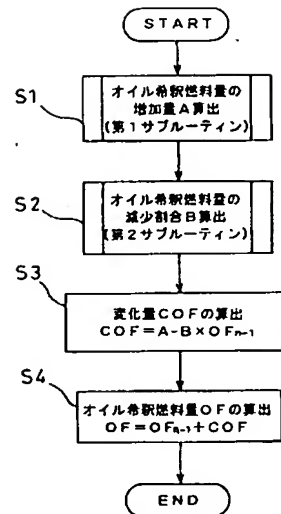 START
S1
オイル希釈燃料量の
増加量A算出
(第1サブルーティン)
S2
オイル希釈燃料量の
減少割合B算出
(第2サブルーティン)
S3
変化量COFの算出
COF=A-B×OFn-1
S4
オイル希釈燃料量OFの算出
OF=OFn-1+COF
END